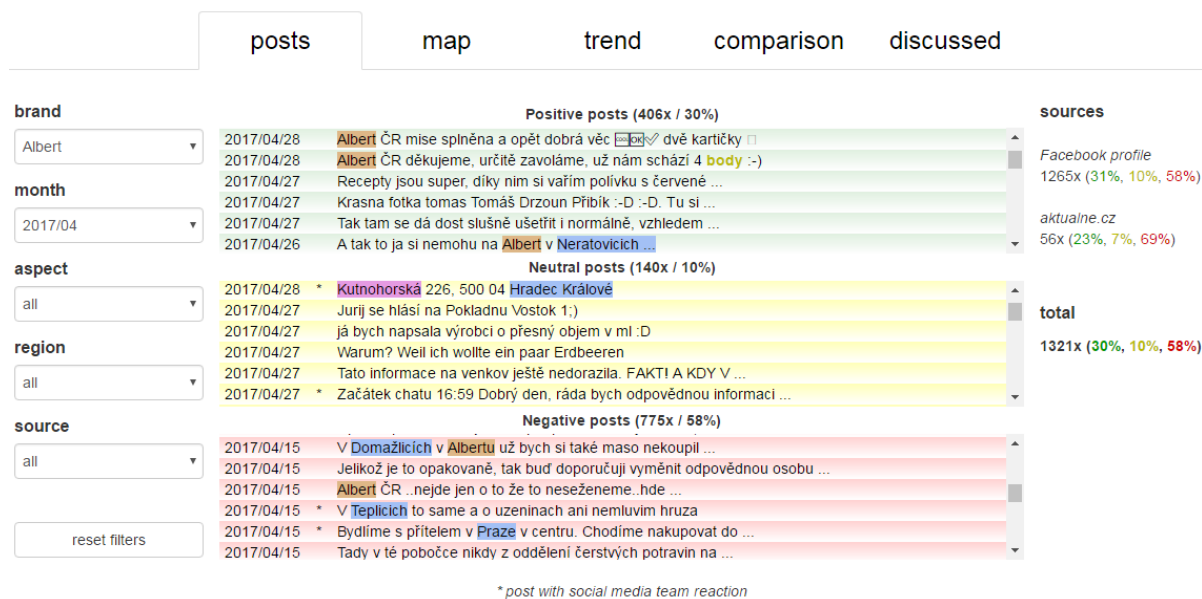 posts map trend comparison discussed
brand
Albert
month
2017/04
aspect
all
region
all
source
all
reset filters
Positive posts (406x / 30%)
2017/04/28 Albert ČR mise splněna a opět dobrá věc COOL OK dvě kartičky
2017/04/28 Albert ČR děkujeme, určitě zavoláme, už nám schází 4 body :-)
2017/04/27 Recepty jsou super, díky nim si vařím polívku s červené ...
2017/04/27 Krasna fotka tomas Tomáš Drzoun Přibík :-D :-D. Tu si ...
2017/04/27 Tak tam se dá dost slušně ušetřit i normálně, vzhledem ...
2017/04/26 A tak to ja si nemohu na Albert v Neratovicich ...
Neutral posts (140x / 10%)
2017/04/28 * Kutnohorská 226, 500 04 Hradec Králové
2017/04/27 Jurij se hlásí na Pokladnu Vostok 1;)
2017/04/27 já bych napsala výrobci o přesný objem v ml :D
2017/04/27 Warum? Weil ich wollte ein paar Erdbeeren
2017/04/27 Tato informace na venkov ještě nedorazila. FAKT! A KDY V ...
2017/04/27 * Začátek chatu 16:59 Dobrý den, ráda bych odpovědnou informaci ...
Negative posts (775x / 58%)
2017/04/15 V Domažlicích v Albertu už bych si také maso nekoupil ...
2017/04/15 Jelikož je to opakovaně, tak buď doporučuji vyměnit odpovědnou osobu ...
2017/04/15 Albert ČR ..nejde jen o to že to neseženeme..hde ...
2017/04/15 * V Teplicich to same a o uzeninach ani nemluvim hruza
2017/04/15 * Bydlíme s přítelem v Praze v centru. Chodíme nakupovat do ...
2017/04/15 Tady v té pobočce nikdy z oddělení čerstvých potravin na ...
* post with social media team reaction
sources
Facebook profile
1265x (31%, 10%, 58%)
aktualne.cz
56x (23%, 7%, 69%)
total
1321x (30%, 10%, 58%)